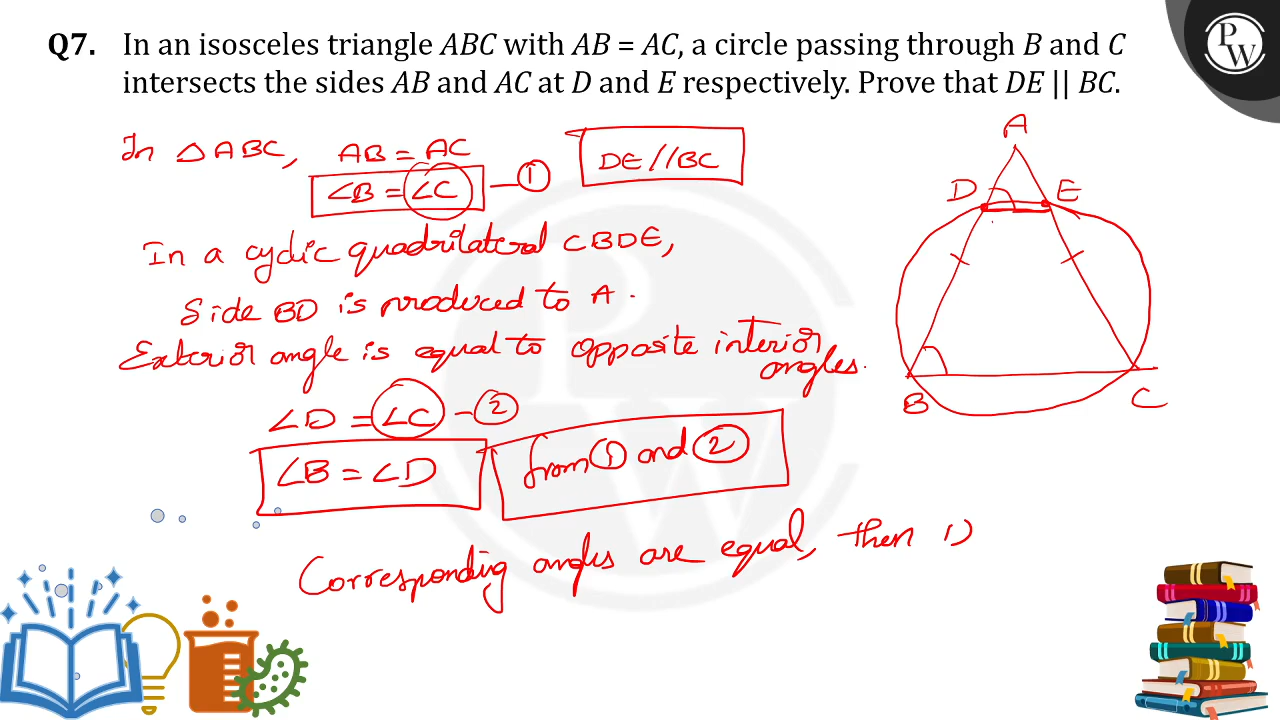 Q7. In an isosceles triangle ABC with AB = AC, a circle passing through B and C
intersects the sides AB and AC at D and E respectively. Prove that DE || BC.
In △ABC, AB = AC
DE//BC
∠B = ∠C — ①
In a cyclic quadrilateral CBDE,
Side BD is produced to A.
Exterior angle is equal to opposite interior
angles.
∠D = ∠C — ②
∠B = ∠D from ① and ②
Corresponding angles are equal, then D
A
D E
B C
PW
PW